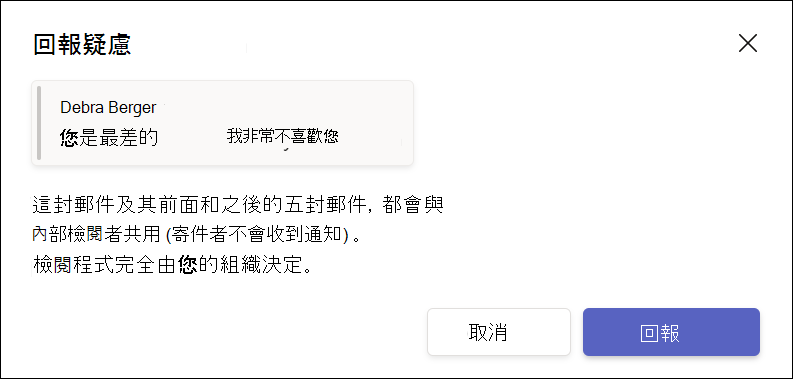 回報疑慮
Debra Berger
您是最差的 我非常不喜歡您
這封郵件及其前面和之後的五封郵件, 都會與
內部檢閱者共用 (寄件者不會收到通知) 。
檢閱程式完全由您的組織決定。
取消 回報